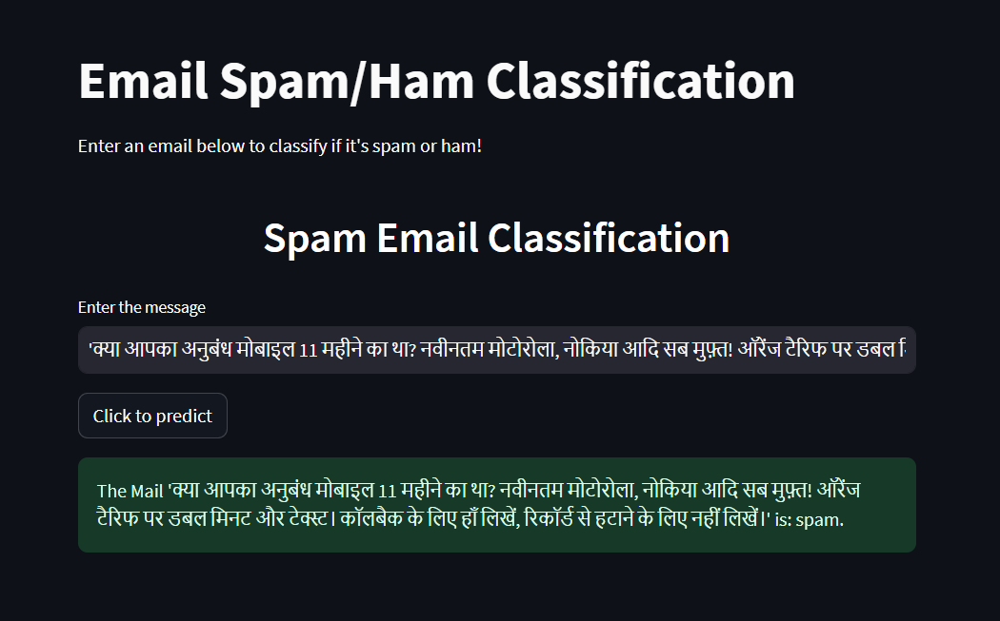 Email Spam/Ham Classification
Enter an email below to classify if it's spam or ham!
Spam Email Classification
Enter the message
'क्या आपका अनुबंध मोबाइल 11 महीने का था? नवीनतम मोटोरोला, नोकिया आदि सब मुफ़्त! ऑरेंज टैरिफ पर डबल
Click to predict
The Mail 'क्या आपका अनुबंध मोबाइल 11 महीने का था? नवीनतम मोटोरोला, नोकिया आदि सब मुफ़्त! ऑरेंज
टैरिफ पर डबल मिनट और टेक्स्ट। कॉलबैक के लिए हाँ लिखें, रिकॉर्ड से हटाने के लिए नहीं लिखें।' is: spam.